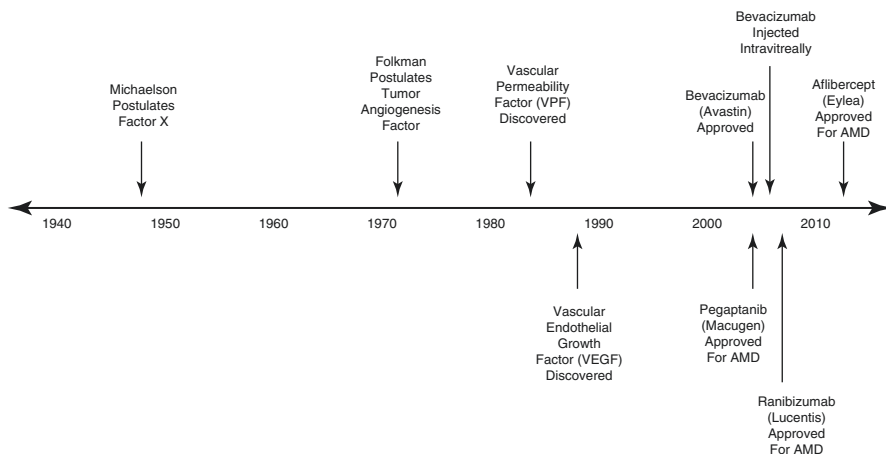 Michaelson
Postulates
Factor X
Folkman
Postulates
Tumor
Angiogenesis
Factor
Vascular
Permeability
Factor (VPF)
Discovered
Bevacizumab
(Avastin)
Approved
Bevacizumab
Injected
Intravitreally
Aflibercept
(Eylea)
Approved
For AMD
1940 1950 1960 1970 1980 1990 2000 2010
Vascular
Endothelial
Growth
Factor (VEGF)
Discovered
Pegaptanib
(Macugen)
Approved
For AMD
Ranibizumab
(Lucentis)
Approved
For AMD